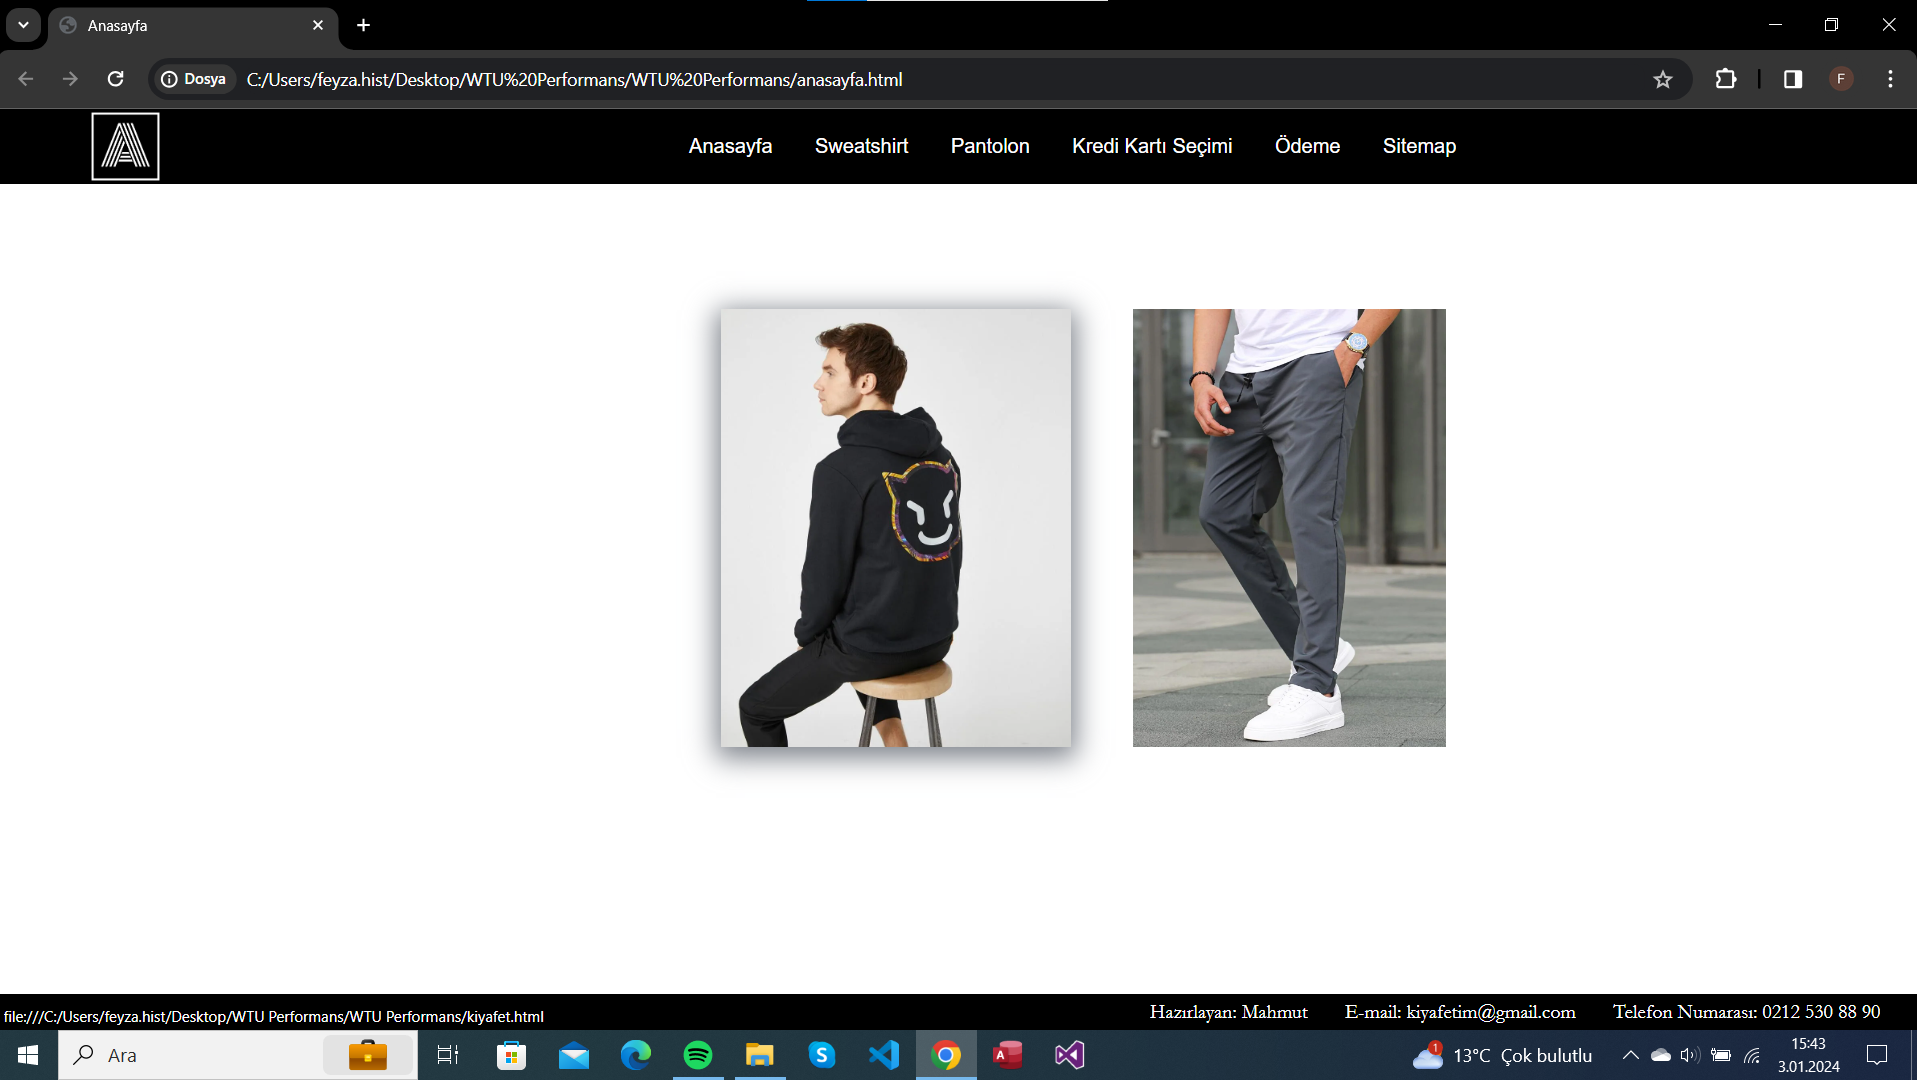 Anasayfa
Dosya
C:/Users/feyza.hist/Desktop/WTU%20Performans/WTU%20Performans/anasayfa.html
F
A
Anasayfa Sweatshirt Pantolon Kredi Kartı Seçimi Ödeme Sitemap
Hazırlayan: Mahmut E-mail: kiyafetim@gmail.com Telefon Numarası: 0212 530 88 90
file:///C:/Users/feyza.hist/Desktop/WTU Performans/WTU Performans/kiyafet.html
Ara
S
A
1
13°C Çok bulutlu
15:43
3.01.2024